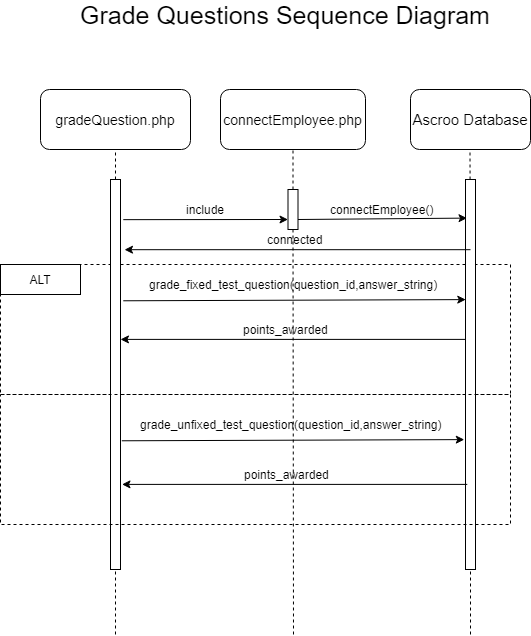 Grade Questions Sequence Diagram
gradeQuestion.php
connectEmployee.php
Ascroo Database
include
connectEmployee()
connected
ALT
grade_fixed_test_question(question_id,answer_string)
points_awarded
grade_unfixed_test_question(question_id,answer_string)
points_awarded